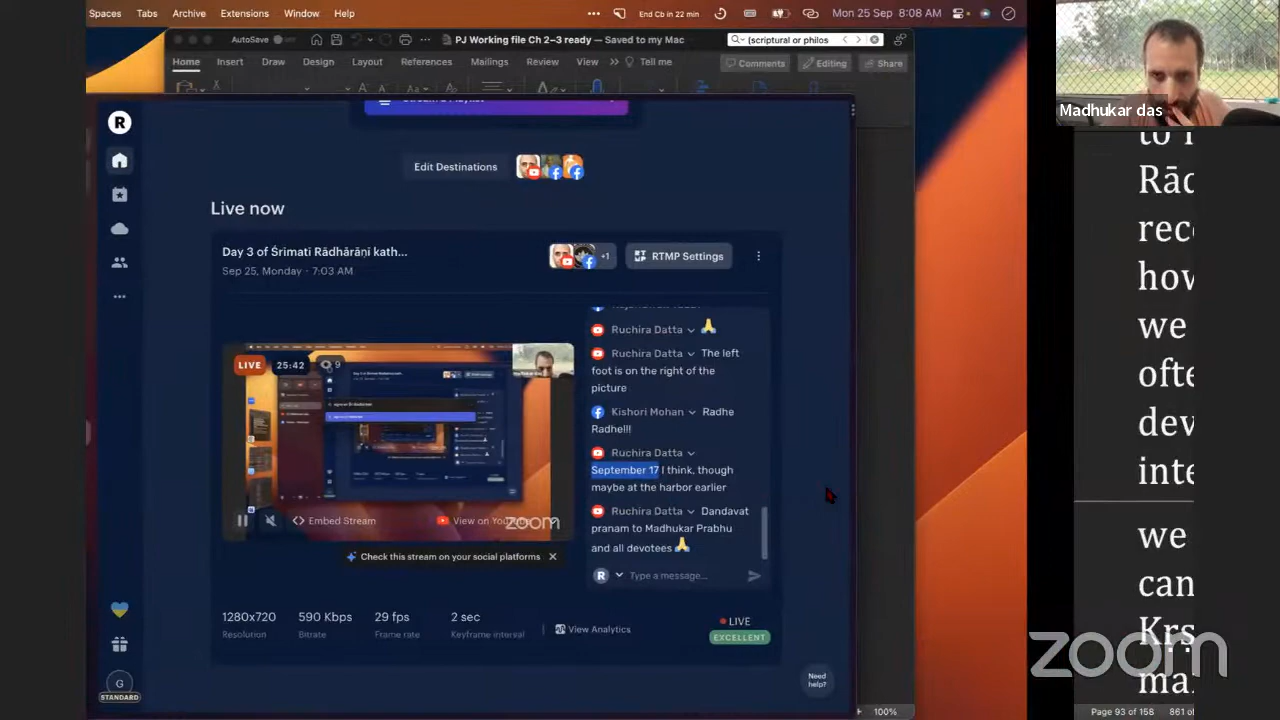 Spaces Tabs Archive Extensions Window Help ••• End Cb in 22 min Mon 25 Sep 8:08 AM
AutoSave PJ Working file Ch 2–3 ready — Saved to my Mac (scriptural or philos
Home Insert Draw Design Layout References Mailings Review View Tell me Comments Editing Share
R
Edit Destinations
Live now
Day 3 of Śrimati Rādhārāṇi kath... +1 RTMP Settings
Sep 25, Monday · 7:03 AM
Ruchira Datta 🙏
Ruchira Datta The left
foot is on the right of the
picture
Kishori Mohan Radhe
Radhe!!!
Ruchira Datta
September 17 I think, though
maybe at the harbor earlier
Ruchira Datta Dandavat
pranam to Madhukar Prabhu
and all devotees 🙏
R Type a message...
LIVE 25:42 9
Embed Stream View on
zoom
Check this stream on your social platforms
1280x720 590 Kbps 29 fps 2 sec
Resolution Bitrate Frame rate Keyframe interval View Analytics
LIVE
EXCELLENT
G
STANDARD
Need
help?
100%
Madhukar das
Rād
rec
how
we
ofte
dev
inte
we
can
Kṛṣ
zoom
Page 93 of 158 861 of